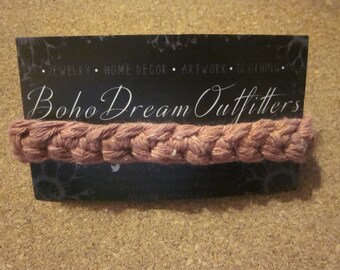 • JEWELRY • HOME DECOR • ARTWORK • CLOTHING •
Boho Dream Outfitters